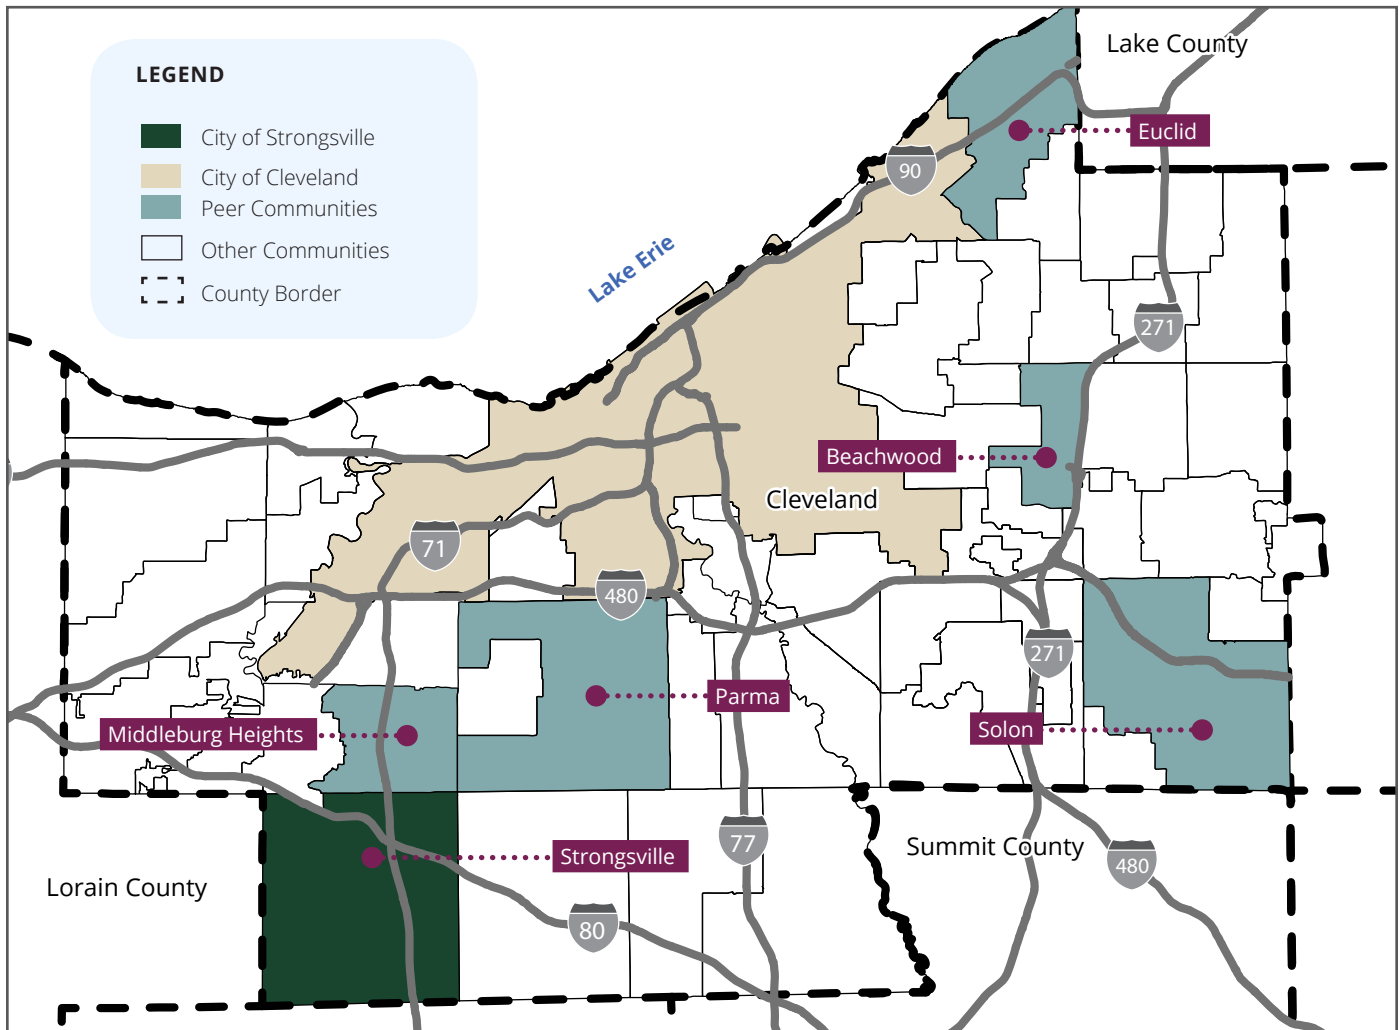 LEGEND
City of Strongsville
City of Cleveland
Peer Communities
Other Communities
County Border
Lake County
Euclid
90
Lake Erie
271
Beachwood
Cleveland
71
480
271
Parma
Middleburg Heights
Solon
77
Summit County
Strongsville
480
Lorain County
80